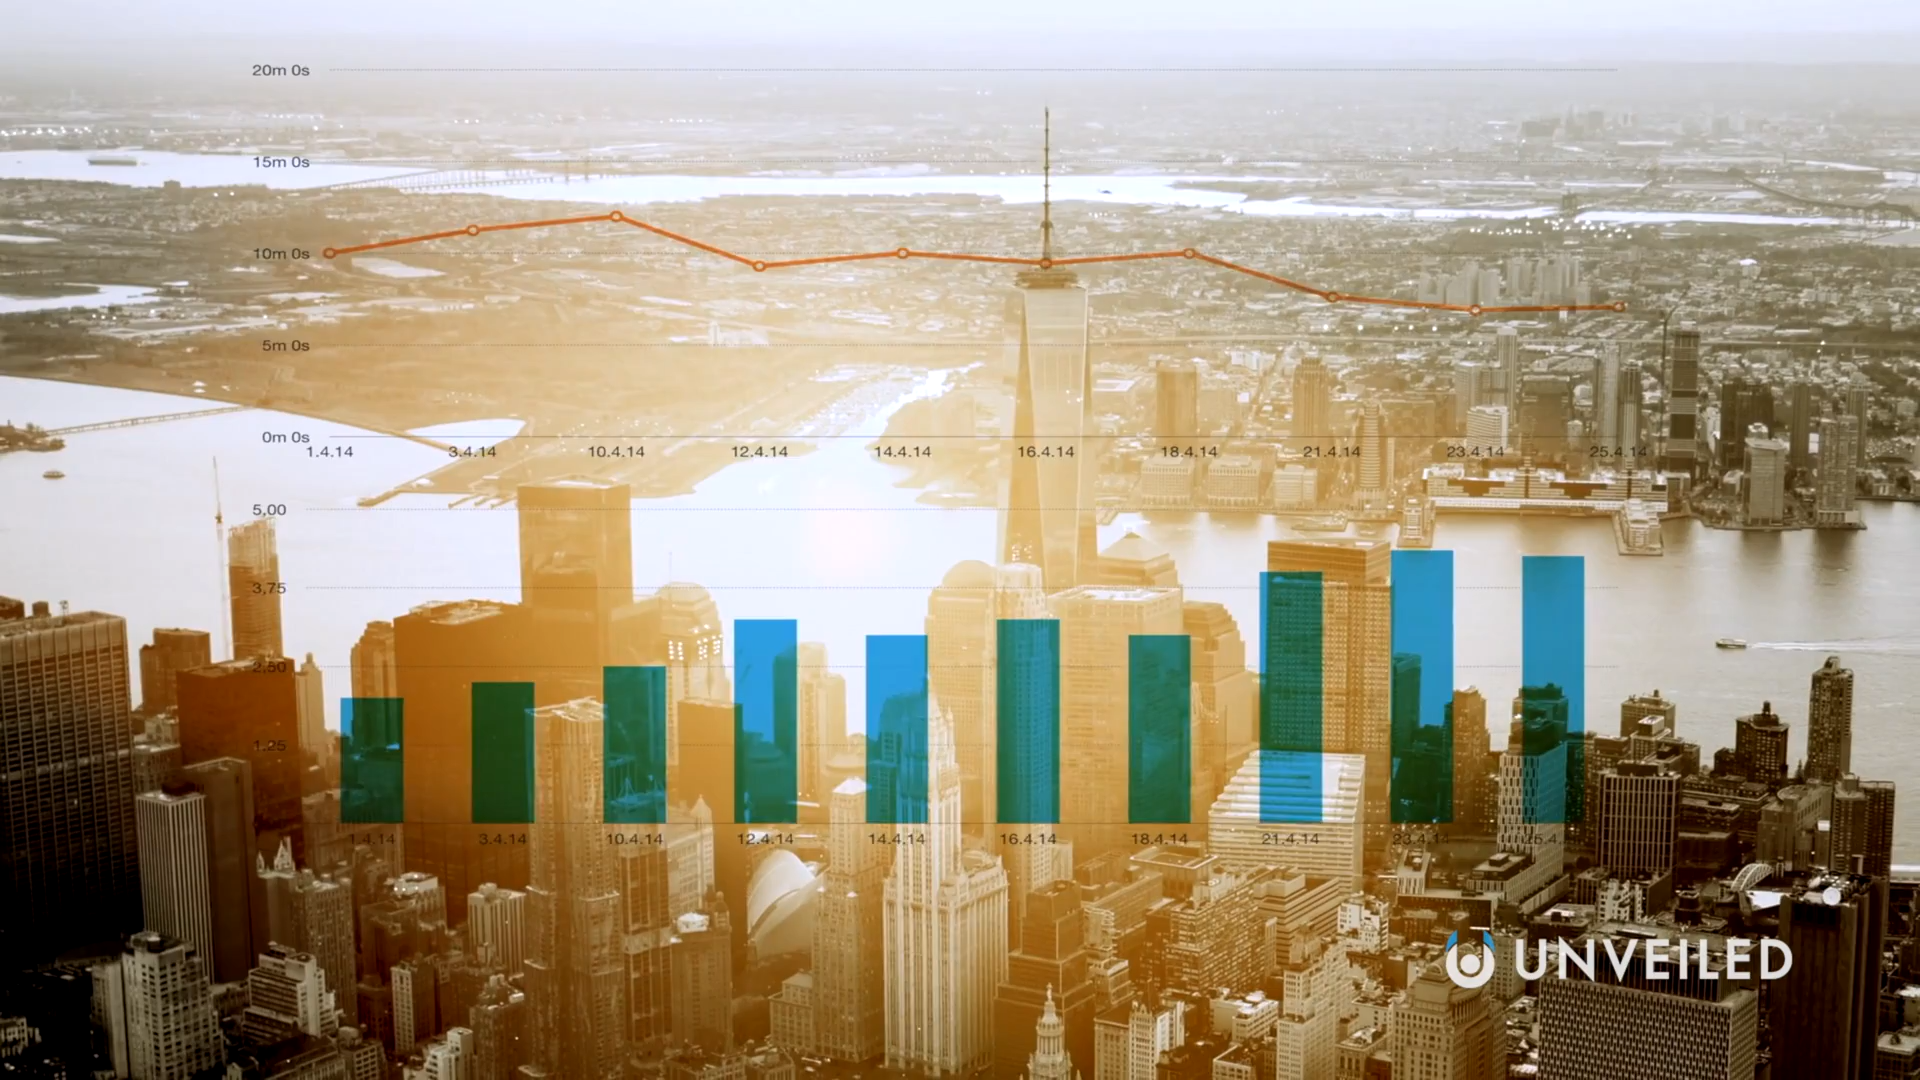 20m 0s
15m 0s
10m 0s
5m 0s
0m 0s
1.4.14 3.4.14 10.4.14 12.4.14 14.4.14 16.4.14 18.4.14 21.4.14 23.4.14 25.4.14
5,00
3,75
2,50
1,25
1.4.14 3.4.14 10.4.14 12.4.14 14.4.14 16.4.14 18.4.14 21.4.14 23.4.14
UNVEILED